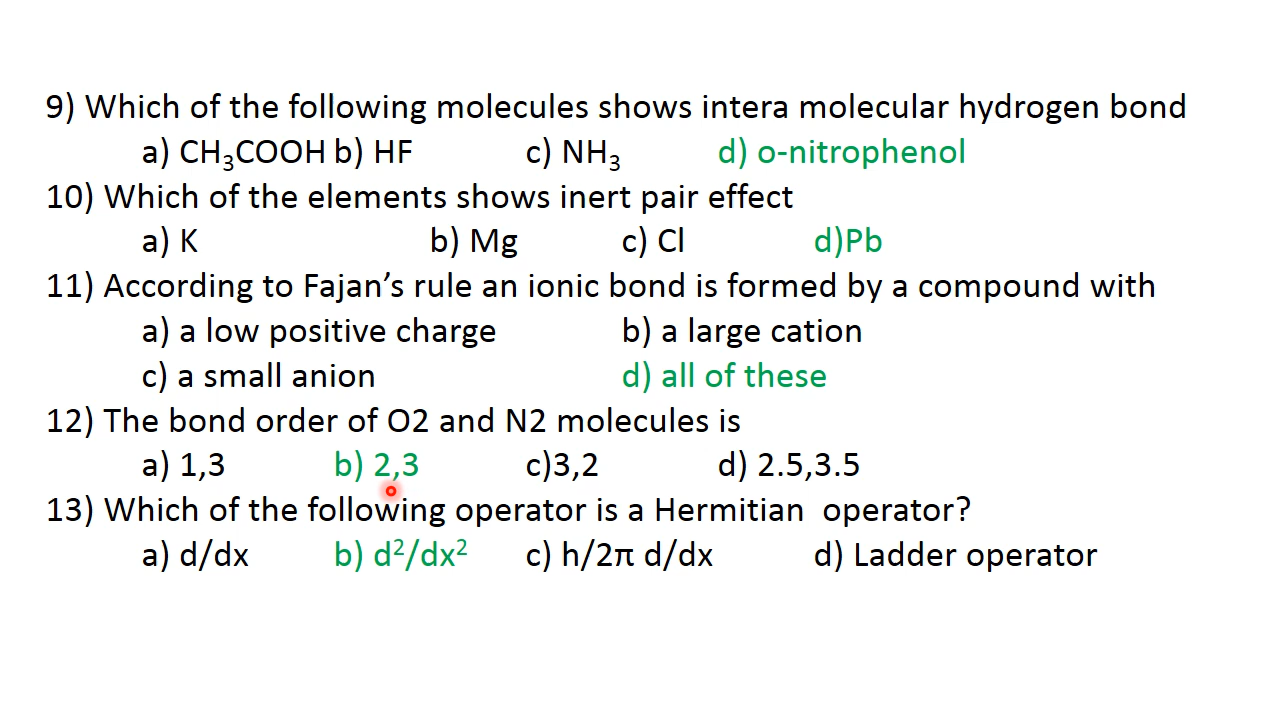 9) Which of the following molecules shows intera molecular hydrogen bond
a) CH₃COOH b) HF c) NH₃ d) o-nitrophenol
10) Which of the elements shows inert pair effect
a) K b) Mg c) Cl d)Pb
11) According to Fajan’s rule an ionic bond is formed by a compound with
a) a low positive charge b) a large cation
c) a small anion d) all of these
12) The bond order of O2 and N2 molecules is
a) 1,3 b) 2,3 c)3,2 d) 2.5,3.5
13) Which of the following operator is a Hermitian operator?
a) d/dx b) d²/dx² c) h/2π d/dx d) Ladder operator